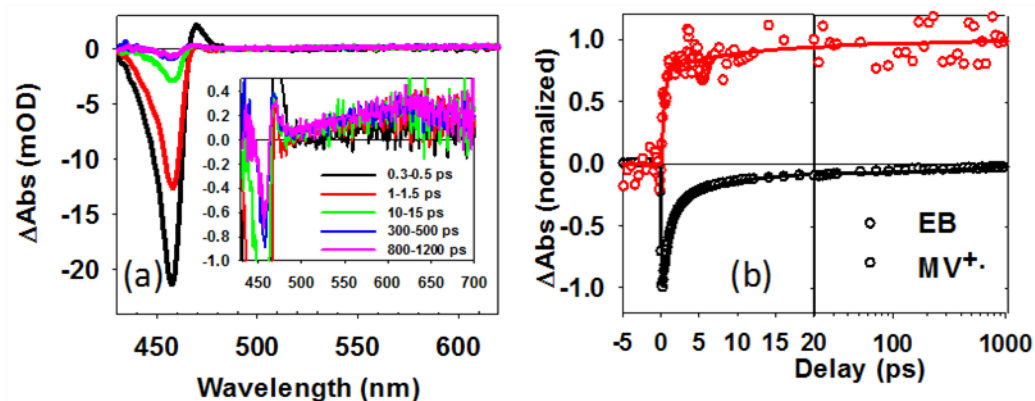 ΔAbs (mOD)
0
-5
-10
-15
-20
(a)
450
500
550
600
Wavelength (nm)
0.4
0.2
0.0
-0.2
-0.4
-0.6
-0.8
-1.0
0.3-0.5 ps
1-1.5 ps
10-15 ps
300-500 ps
800-1200 ps
450 500 550 600 650 700
ΔAbs (normalized)
1.0
0.5
0.0
-0.5
-1.0
(b)
EB
MV+·
-5 0 5 10 15 20 100 1000
Delay (ps)